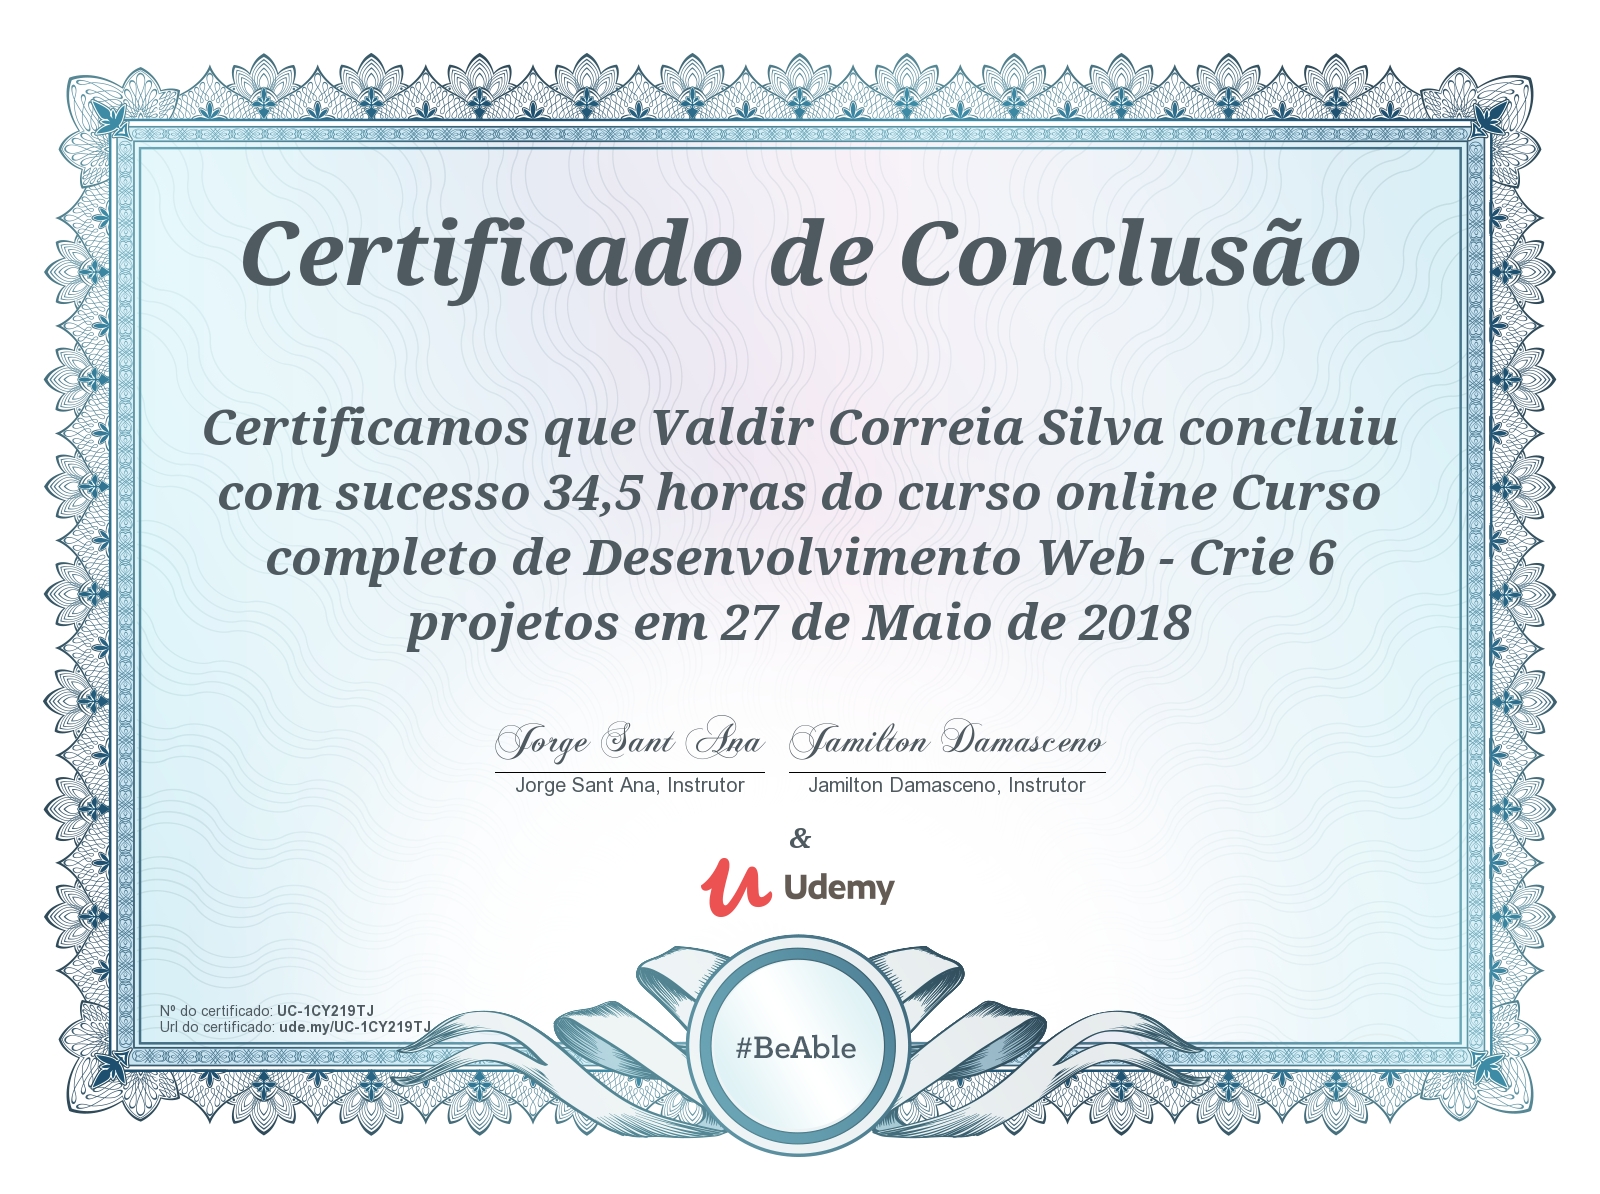 Certificado de Conclusão
Certificamos que Valdir Correia Silva concluiu
com sucesso 34,5 horas do curso online Curso
completo de Desenvolvimento Web - Crie 6
projetos em 27 de Maio de 2018
Jorge Sant Ana Jamilton Damasceno
Jorge Sant Ana, Instrutor Jamilton Damasceno, Instrutor
&
Udemy
Nº do certificado: UC-1CY219TJ
Url do certificado: ude.my/UC-1CY219TJ
#BeAble